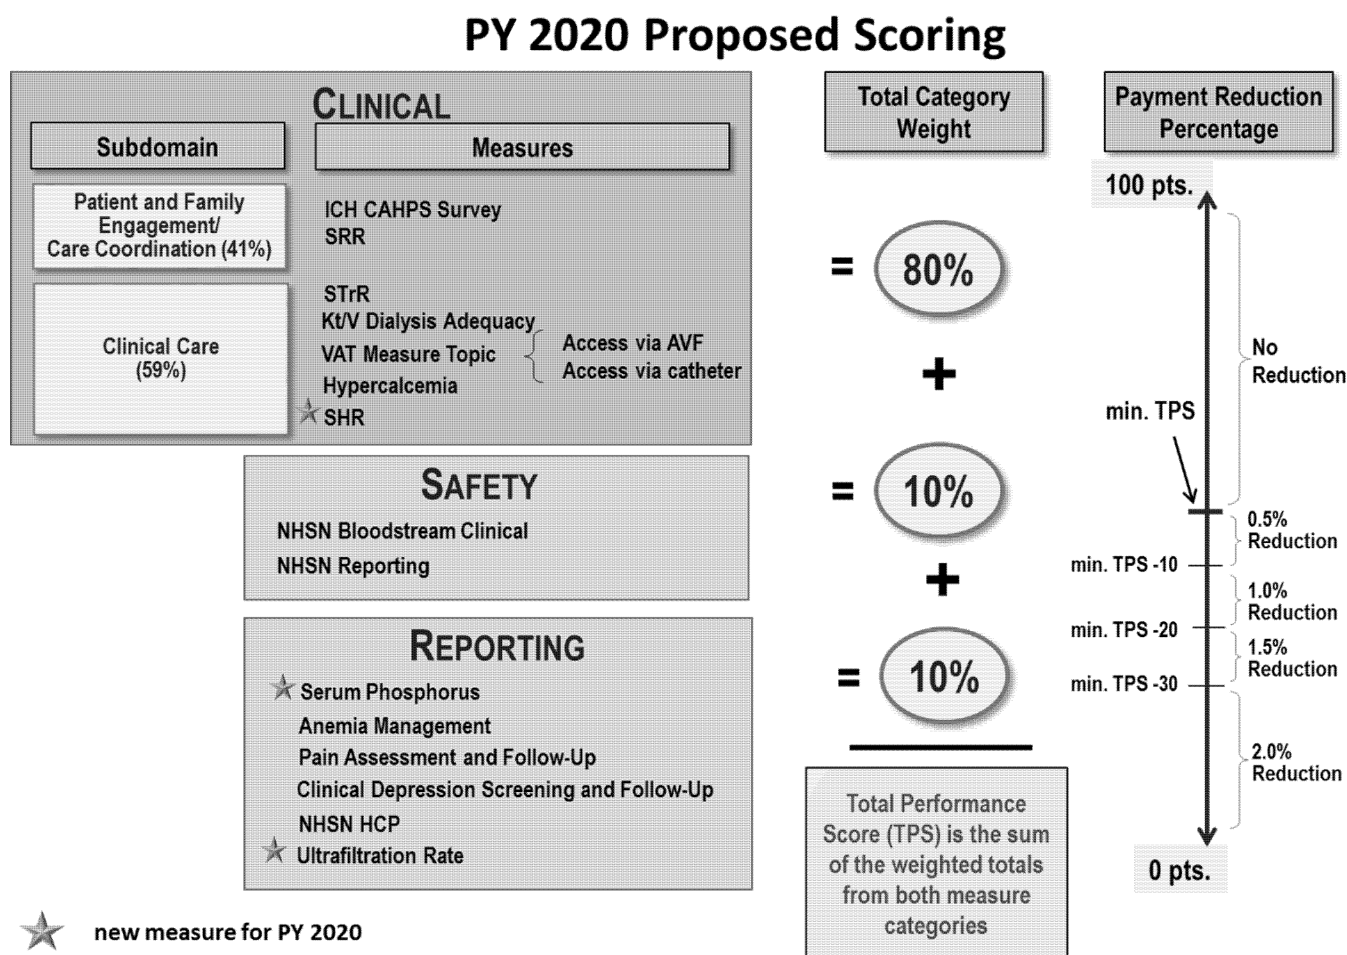 PY 2020 Proposed Scoring
CLINICAL
Subdomain
Measures
Patient and Family
Engagement/
Care Coordination (41%)
ICH CAHPS Survey
SRR
Clinical Care
(59%)
STrR
Kt/V Dialysis Adequacy
VAT Measure Topic
Access via AVF
Access via catheter
Hypercalcemia
SHR
SAFETY
NHSN Bloodstream Clinical
NHSN Reporting
REPORTING
Serum Phosphorus
Anemia Management
Pain Assessment and Follow-Up
Clinical Depression Screening and Follow-Up
NHSN HCP
Ultrafiltration Rate
new measure for PY 2020
Total Category
Weight
= 80%
+
= 10%
+
= 10%
Total Performance
Score (TPS) is the sum
of the weighted totals
from both measure
categories
Payment Reduction
Percentage
100 pts.
No
Reduction
min. TPS
0.5%
Reduction
min. TPS -10
1.0%
Reduction
min. TPS -20
1.5%
Reduction
min. TPS -30
2.0%
Reduction
0 pts.